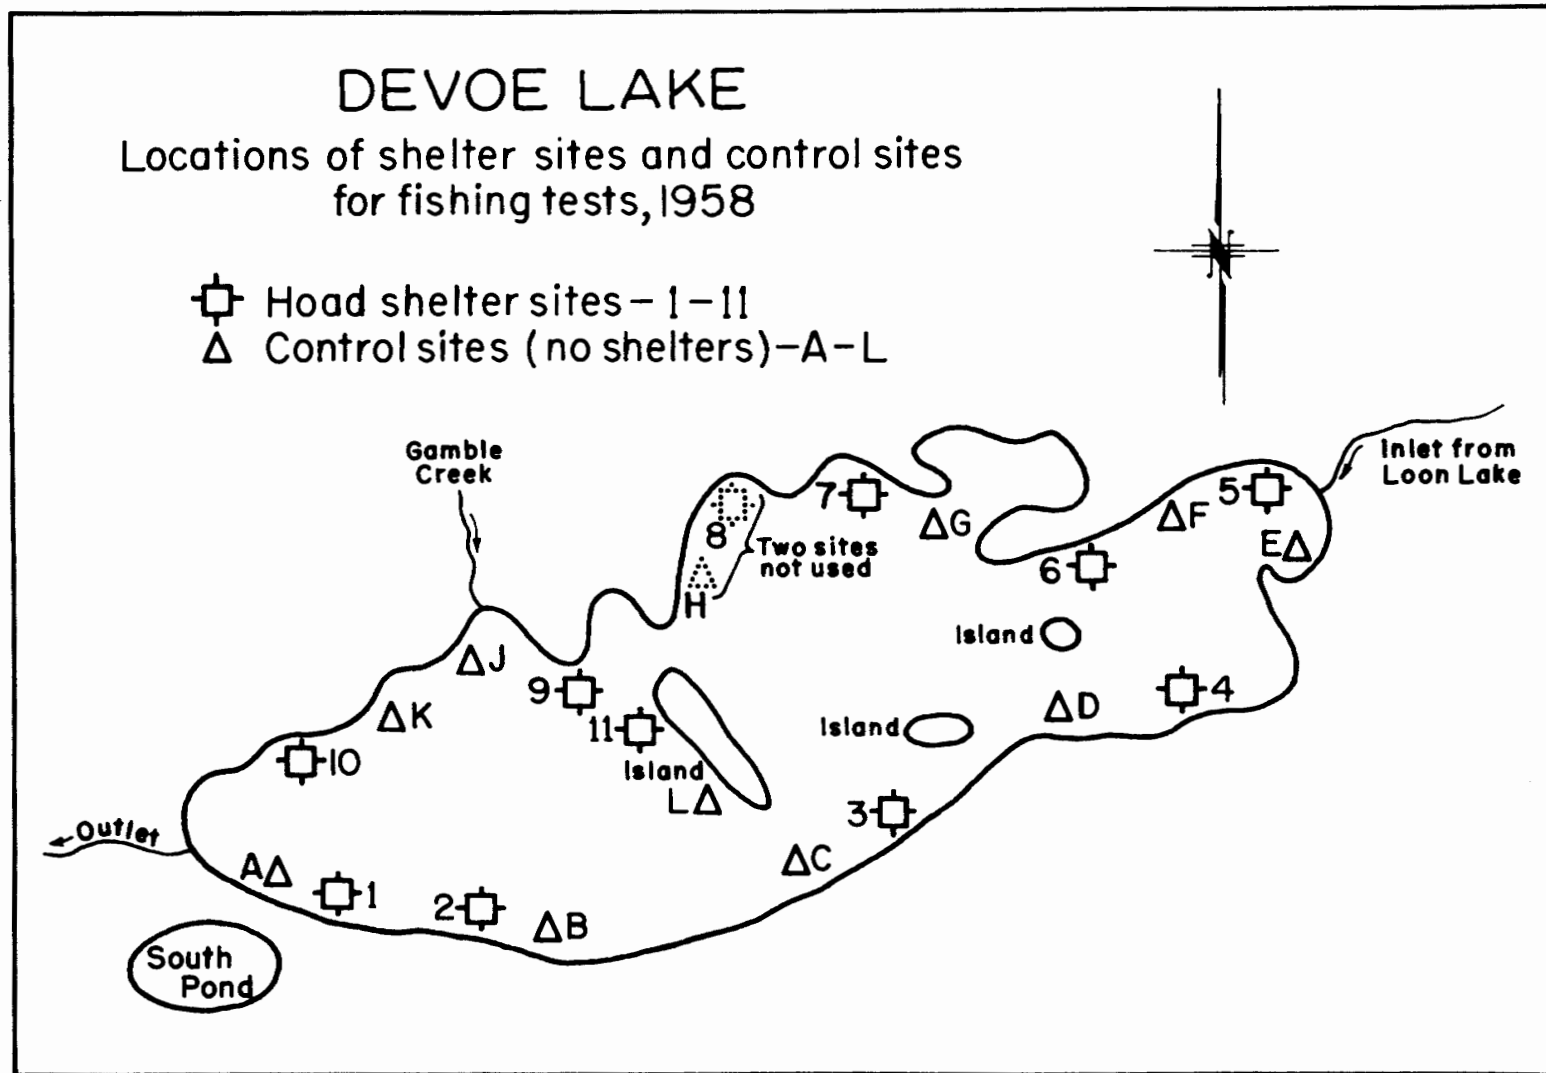 DEVOE LAKE
Locations of shelter sites and control sites
for fishing tests, 1958
Hoad shelter sites – 1 – 11
Control sites (no shelters) – A – L
N
Gamble
Creek
Inlet from
Loon Lake
5
7
8
G
F
E
Two sites
not used
6
H
Island
J
9
4
K
11
D
Island
10
Island
L
3
Outlet
C
A
1
2
B
South
Pond